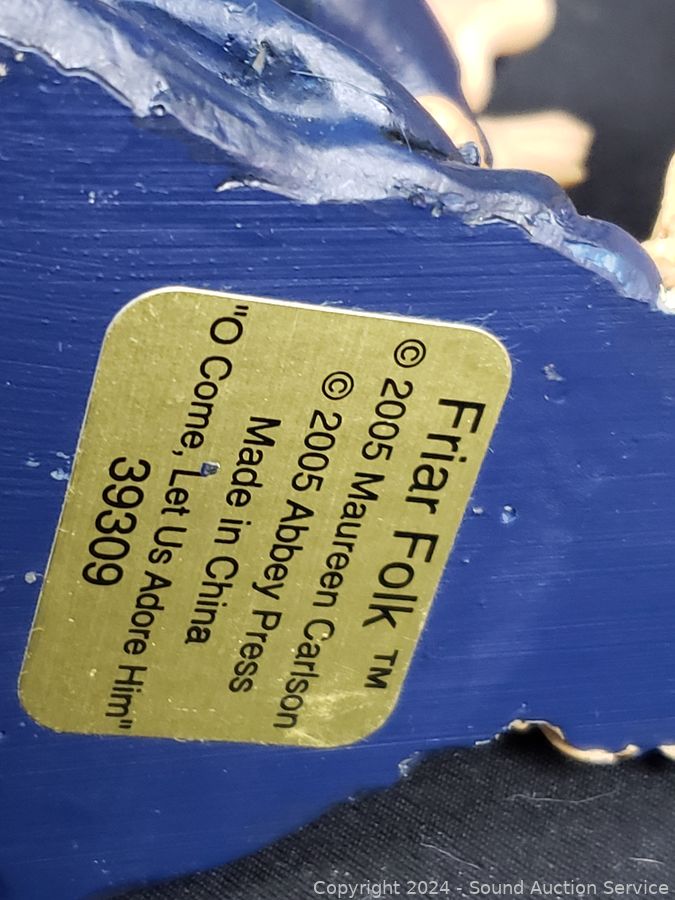 Friar Folk ™
© 2005 Maureen Carlson
© 2005 Abbey Press
Made in China
"O Come, Let Us Adore Him"
39309
Copyright 2024 - Sound Auction Service